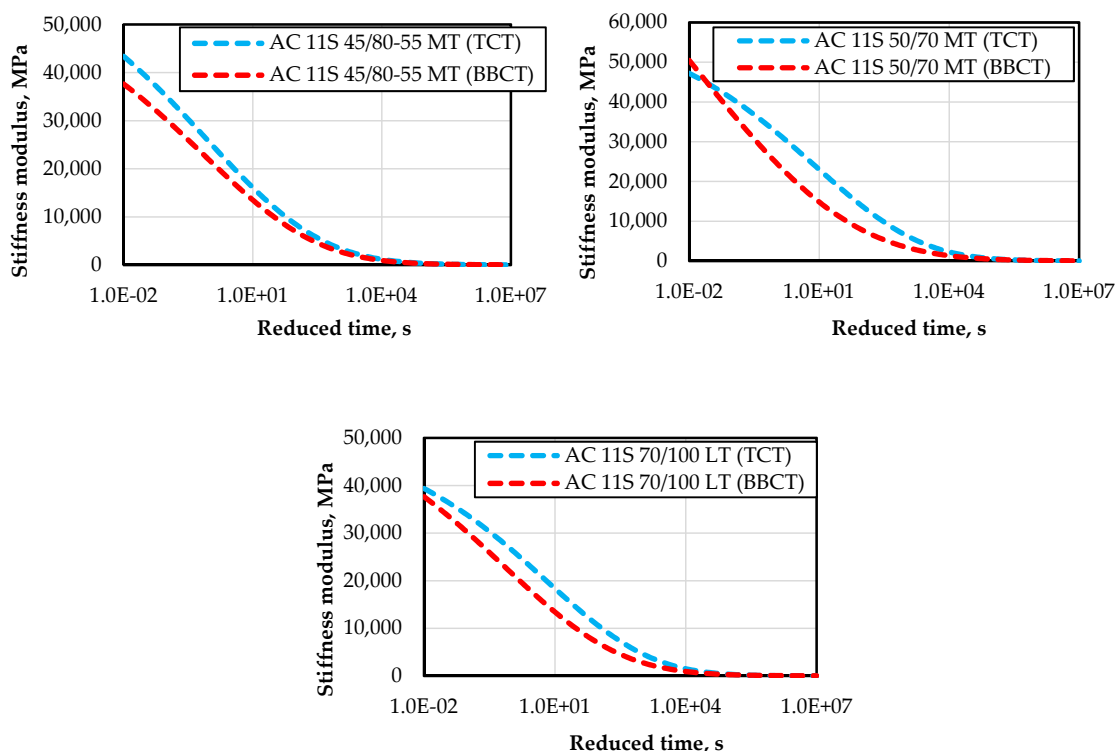 Stiffness modulus, MPa
50,000
40,000
30,000
20,000
10,000
0
AC 11S 45/80-55 MT (TCT)
AC 11S 45/80-55 MT (BBCT)
1.0E-02 1.0E+01 1.0E+04 1.0E+07
Reduced time, s
Stiffness modulus, MPa
60,000
50,000
40,000
30,000
20,000
10,000
0
AC 11S 50/70 MT (TCT)
AC 11S 50/70 MT (BBCT)
1.0E-02 1.0E+01 1.0E+04 1.0E+07
Reduced time, s
Stiffness modulus, MPa
50,000
40,000
30,000
20,000
10,000
0
AC 11S 70/100 LT (TCT)
AC 11S 70/100 LT (BBCT)
1.0E-02 1.0E+01 1.0E+04 1.0E+07
Reduced time, s